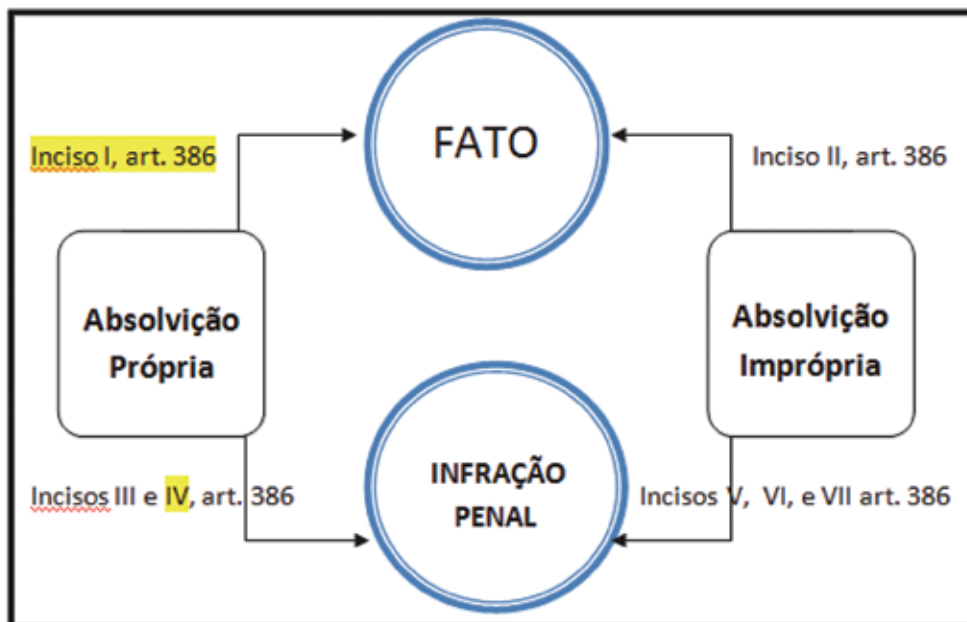 FATO
Inciso I, art. 386
Inciso II, art. 386
Absolvição
Própria
Absolvição
Imprópria
INFRAÇÃO
PENAL
Incisos III e IV, art. 386
Incisos V, VI, e VII art. 386